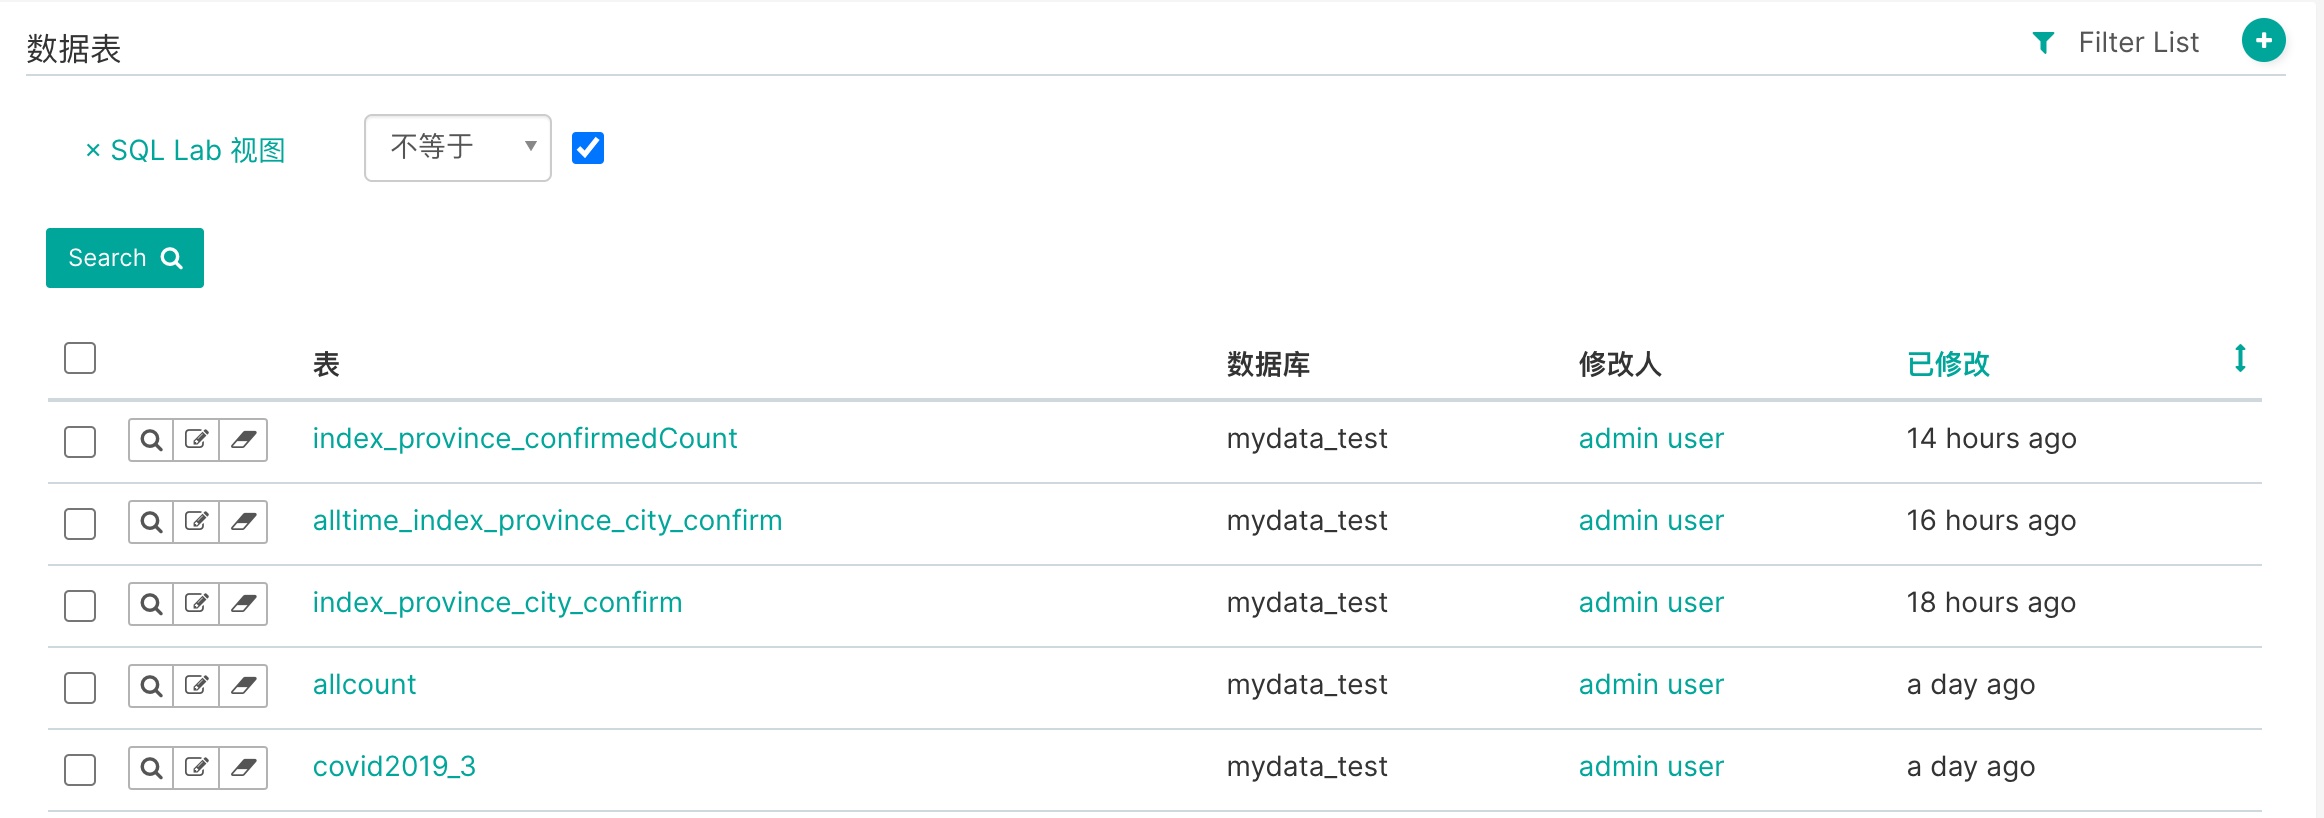 数据表
Filter List
× SQL Lab 视图
不等于
Search
表 数据库 修改人 已修改
index_province_confirmedCount mydata_test admin user 14 hours ago
alltime_index_province_city_confirm mydata_test admin user 16 hours ago
index_province_city_confirm mydata_test admin user 18 hours ago
allcount mydata_test admin user a day ago
covid2019_3 mydata_test admin user a day ago